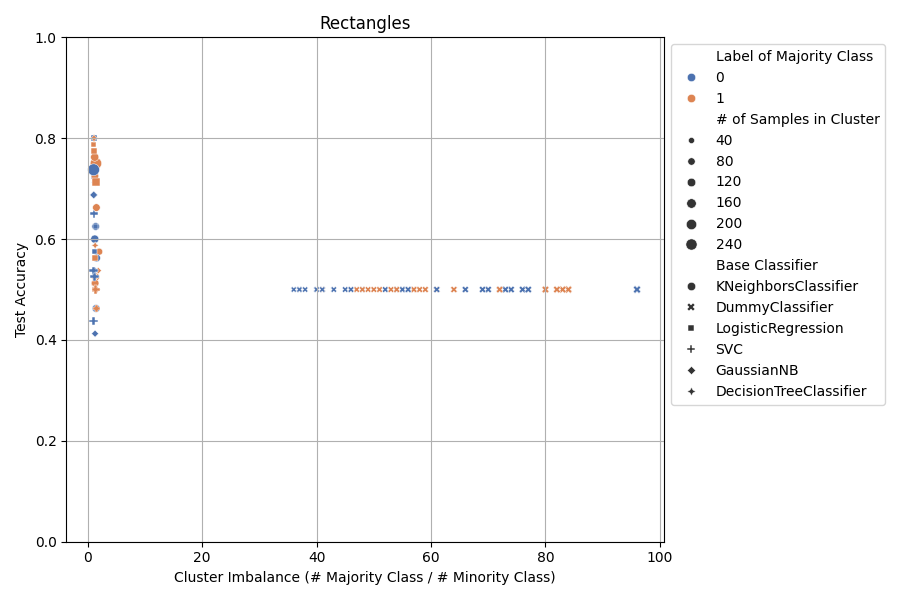 Rectangles
1.0
0.8
0.6
0.4
0.2
0.0
Test Accuracy
0 20 40 60 80 100
Cluster Imbalance (# Majority Class / # Minority Class)
Label of Majority Class
0
1
# of Samples in Cluster
40
80
120
160
200
240
Base Classifier
KNeighborsClassifier
DummyClassifier
LogisticRegression
SVC
GaussianNB
DecisionTreeClassifier